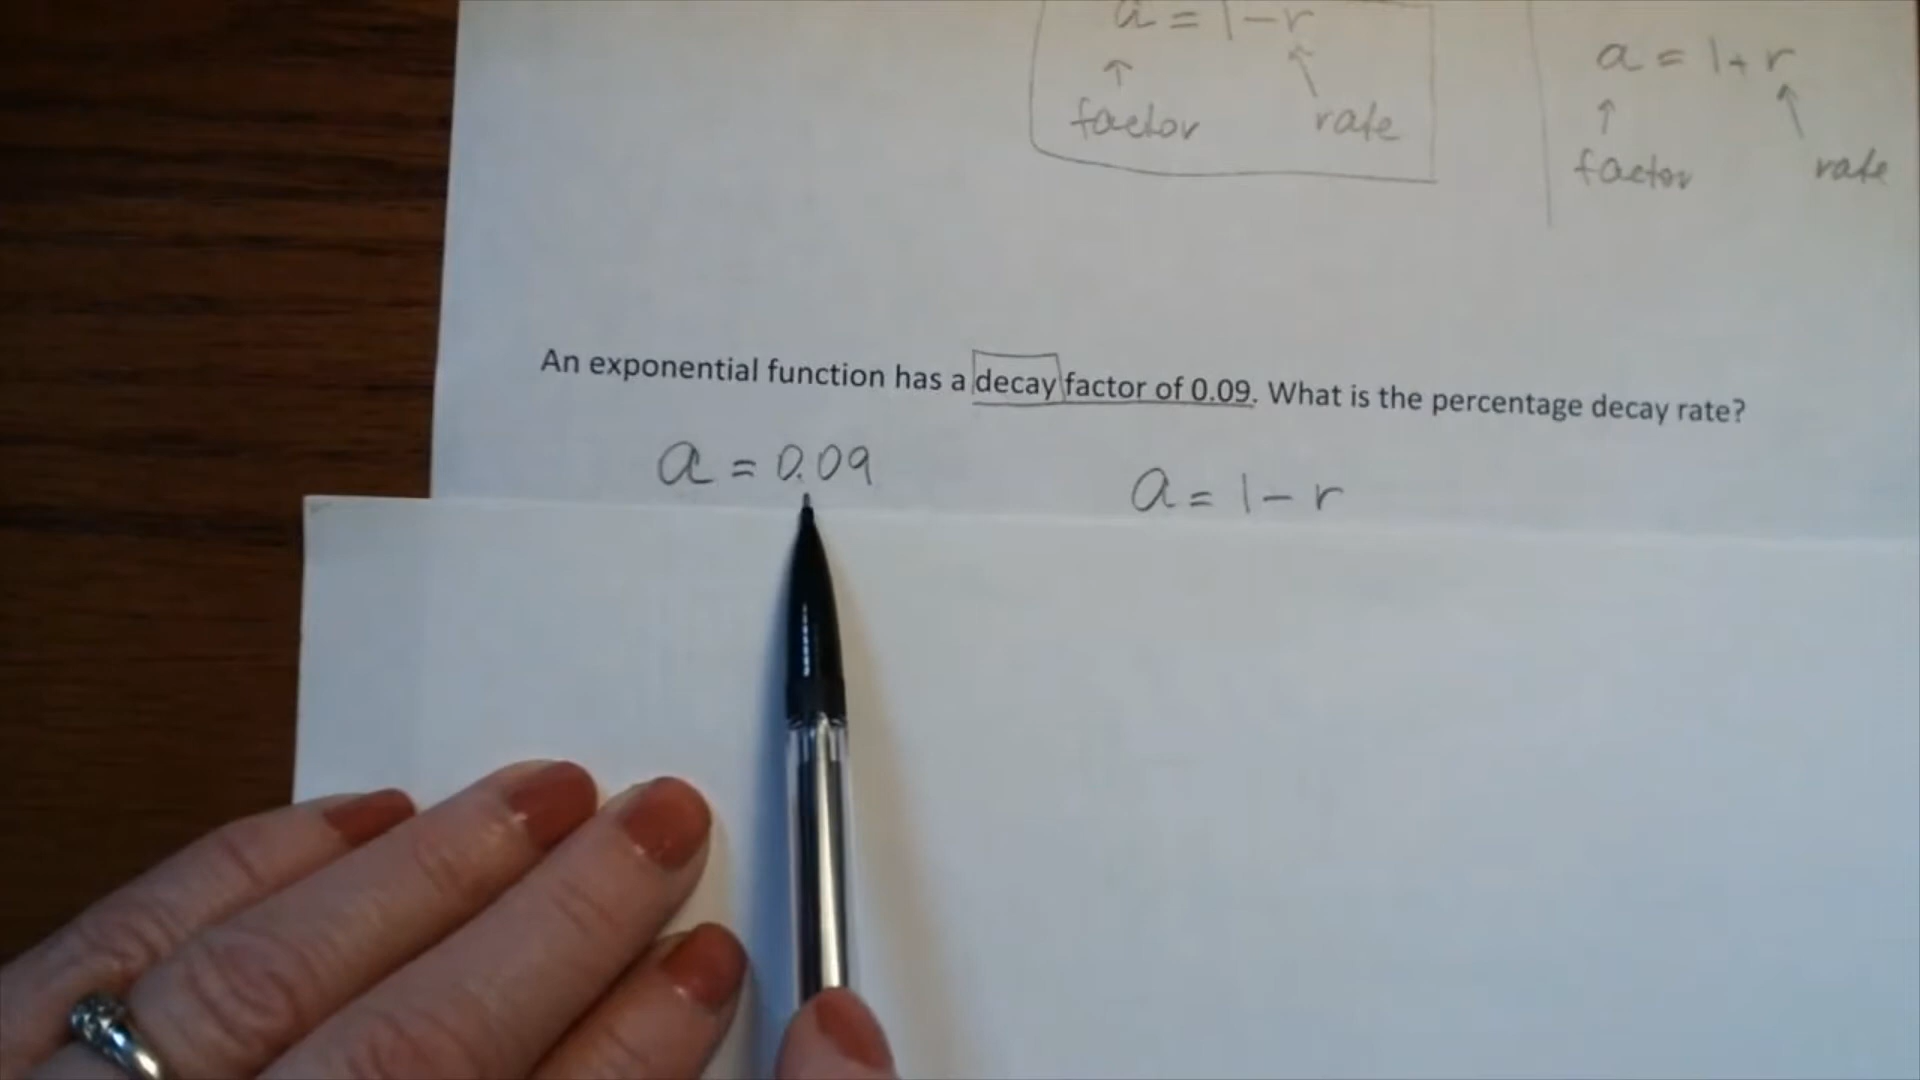 a = 1 - r
factor rate
a = 1 + r
factor rate
An exponential function has a decay factor of 0.09. What is the percentage decay rate?
a = 0.09
a = 1 - r